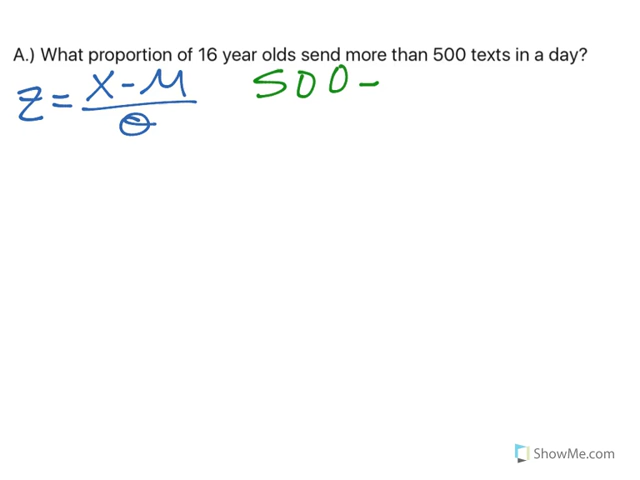 A.) What proportion of 16 year olds send more than 500 texts in a day?
Z = (X - M) / Θ
500 -
ShowMe.com